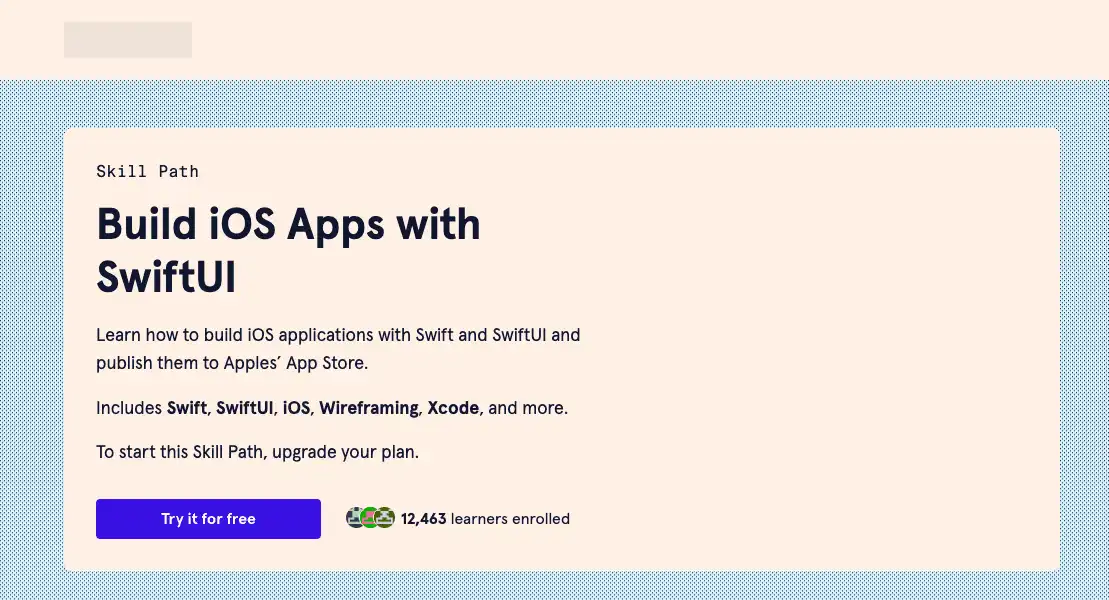 Skill Path
Build iOS Apps with
SwiftUI
Learn how to build iOS applications with Swift and SwiftUI and
publish them to Apples’ App Store.
Includes Swift, SwiftUI, iOS, Wireframing, Xcode, and more.
To start this Skill Path, upgrade your plan.
Try it for free
12,463 learners enrolled